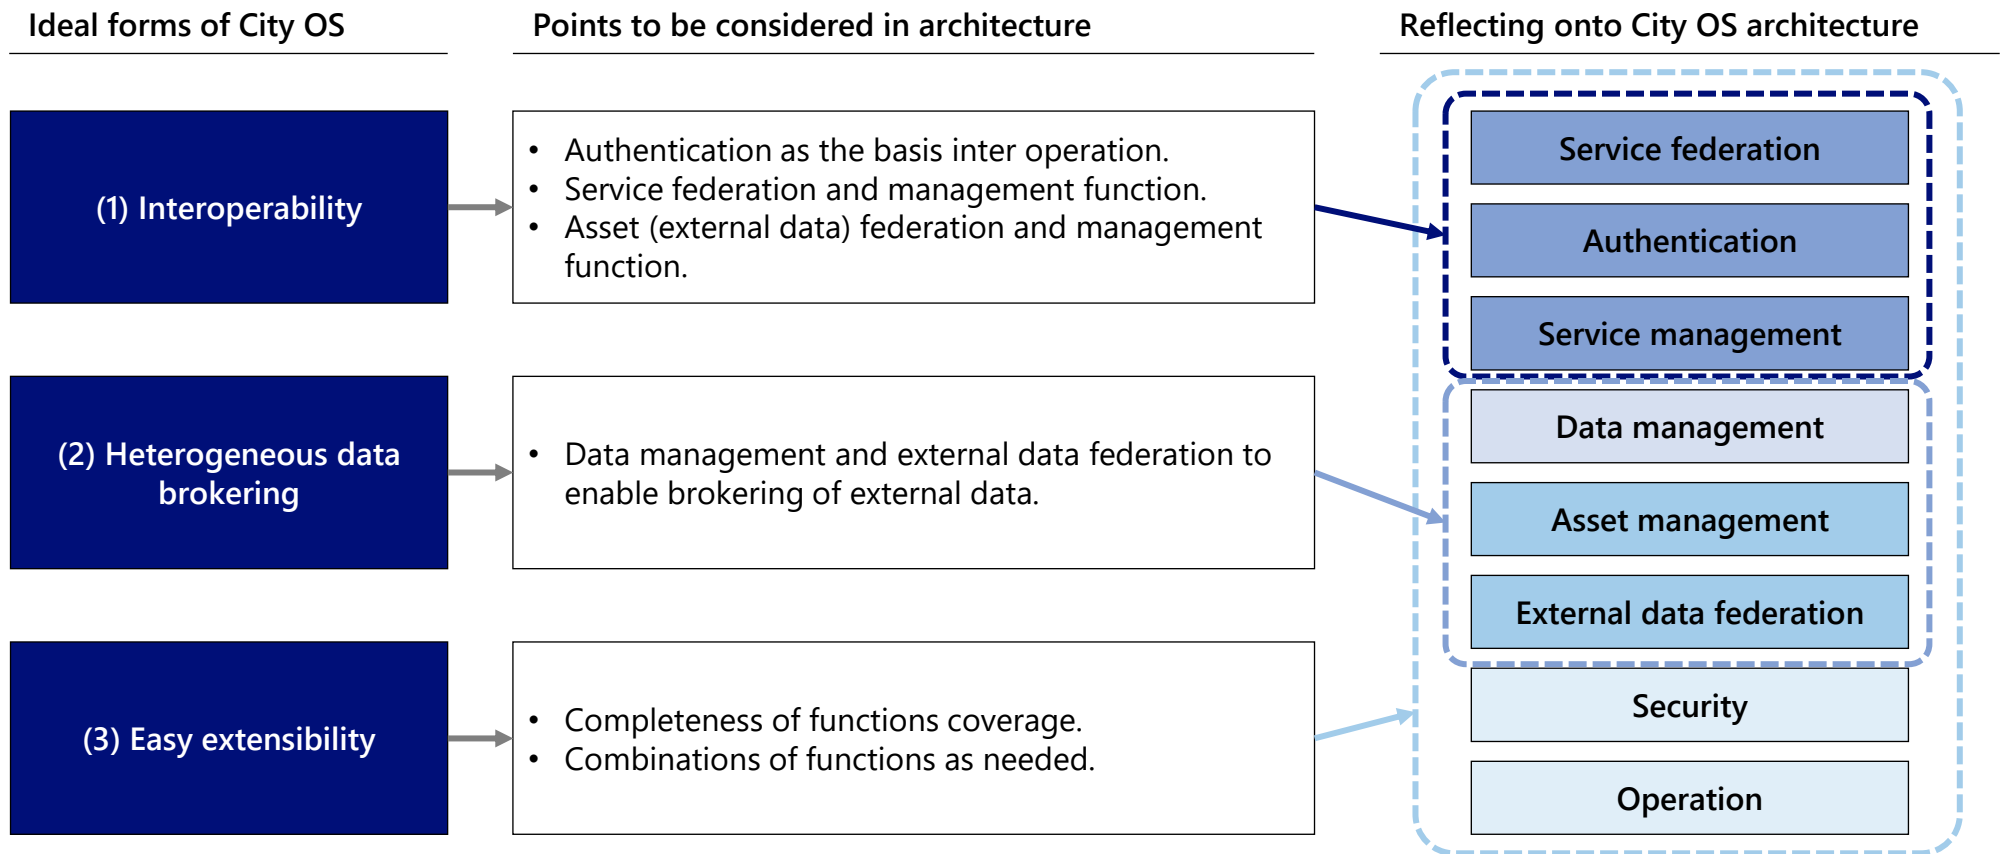 Ideal forms of City OS
Points to be considered in architecture
Reflecting onto City OS architecture
(1) Interoperability
• Authentication as the basis inter operation.
• Service federation and management function.
• Asset (external data) federation and management
function.
(2) Heterogeneous data
brokering
• Data management and external data federation to
enable brokering of external data.
(3) Easy extensibility
• Completeness of functions coverage.
• Combinations of functions as needed.
Service federation
Authentication
Service management
Data management
Asset management
External data federation
Security
Operation